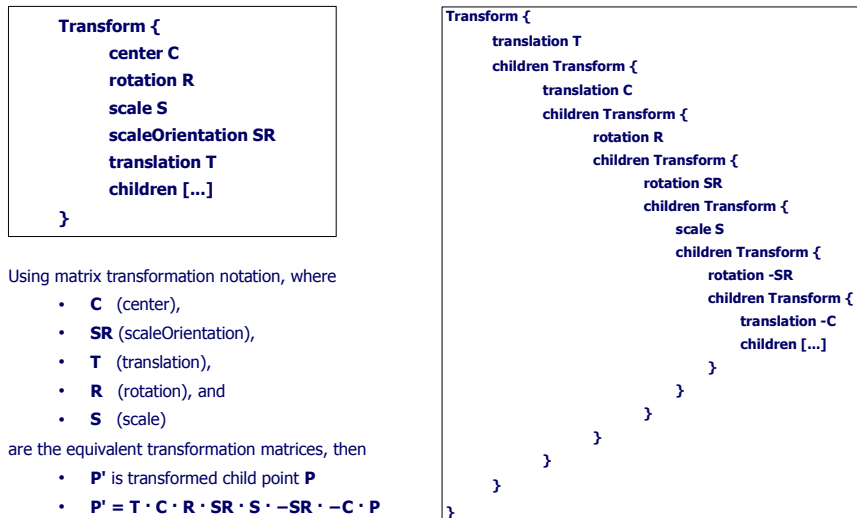 Transform {
center C
rotation R
scale S
scaleOrientation SR
translation T
children [...]
}
Using matrix transformation notation, where
• C (center),
• SR (scaleOrientation),
• T (translation),
• R (rotation), and
• S (scale)
are the equivalent transformation matrices, then
• P' is transformed child point P
• P' = T · C · R · SR · S · −SR · −C · P
Transform {
translation T
children Transform {
translation C
children Transform {
rotation R
children Transform {
rotation SR
children Transform {
scale S
children Transform {
rotation -SR
children Transform {
translation -C
children [...]
}
}
}
}
}
}
}